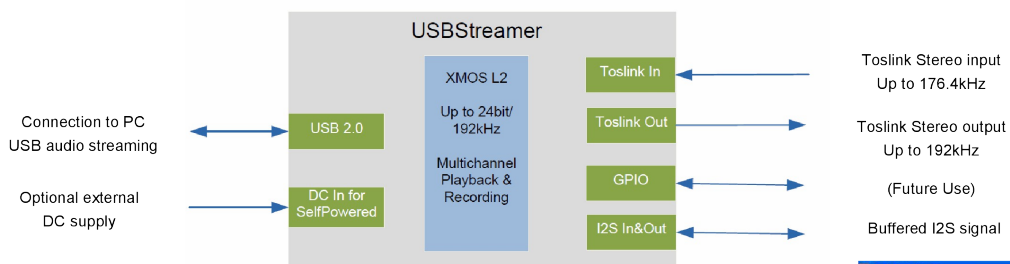 USBStreamer
Connection to PC
USB audio streaming
Optional external
DC supply
USB 2.0
DC In for
SelfPowered
XMOS L2
Up to 24bit/
192kHz
Multichannel
Playback &
Recording
Toslink In
Toslink Out
GPIO
I2S In&Out
Toslink Stereo input
Up to 176.4kHz
Toslink Stereo output
Up to 192kHz
(Future Use)
Buffered I2S signal